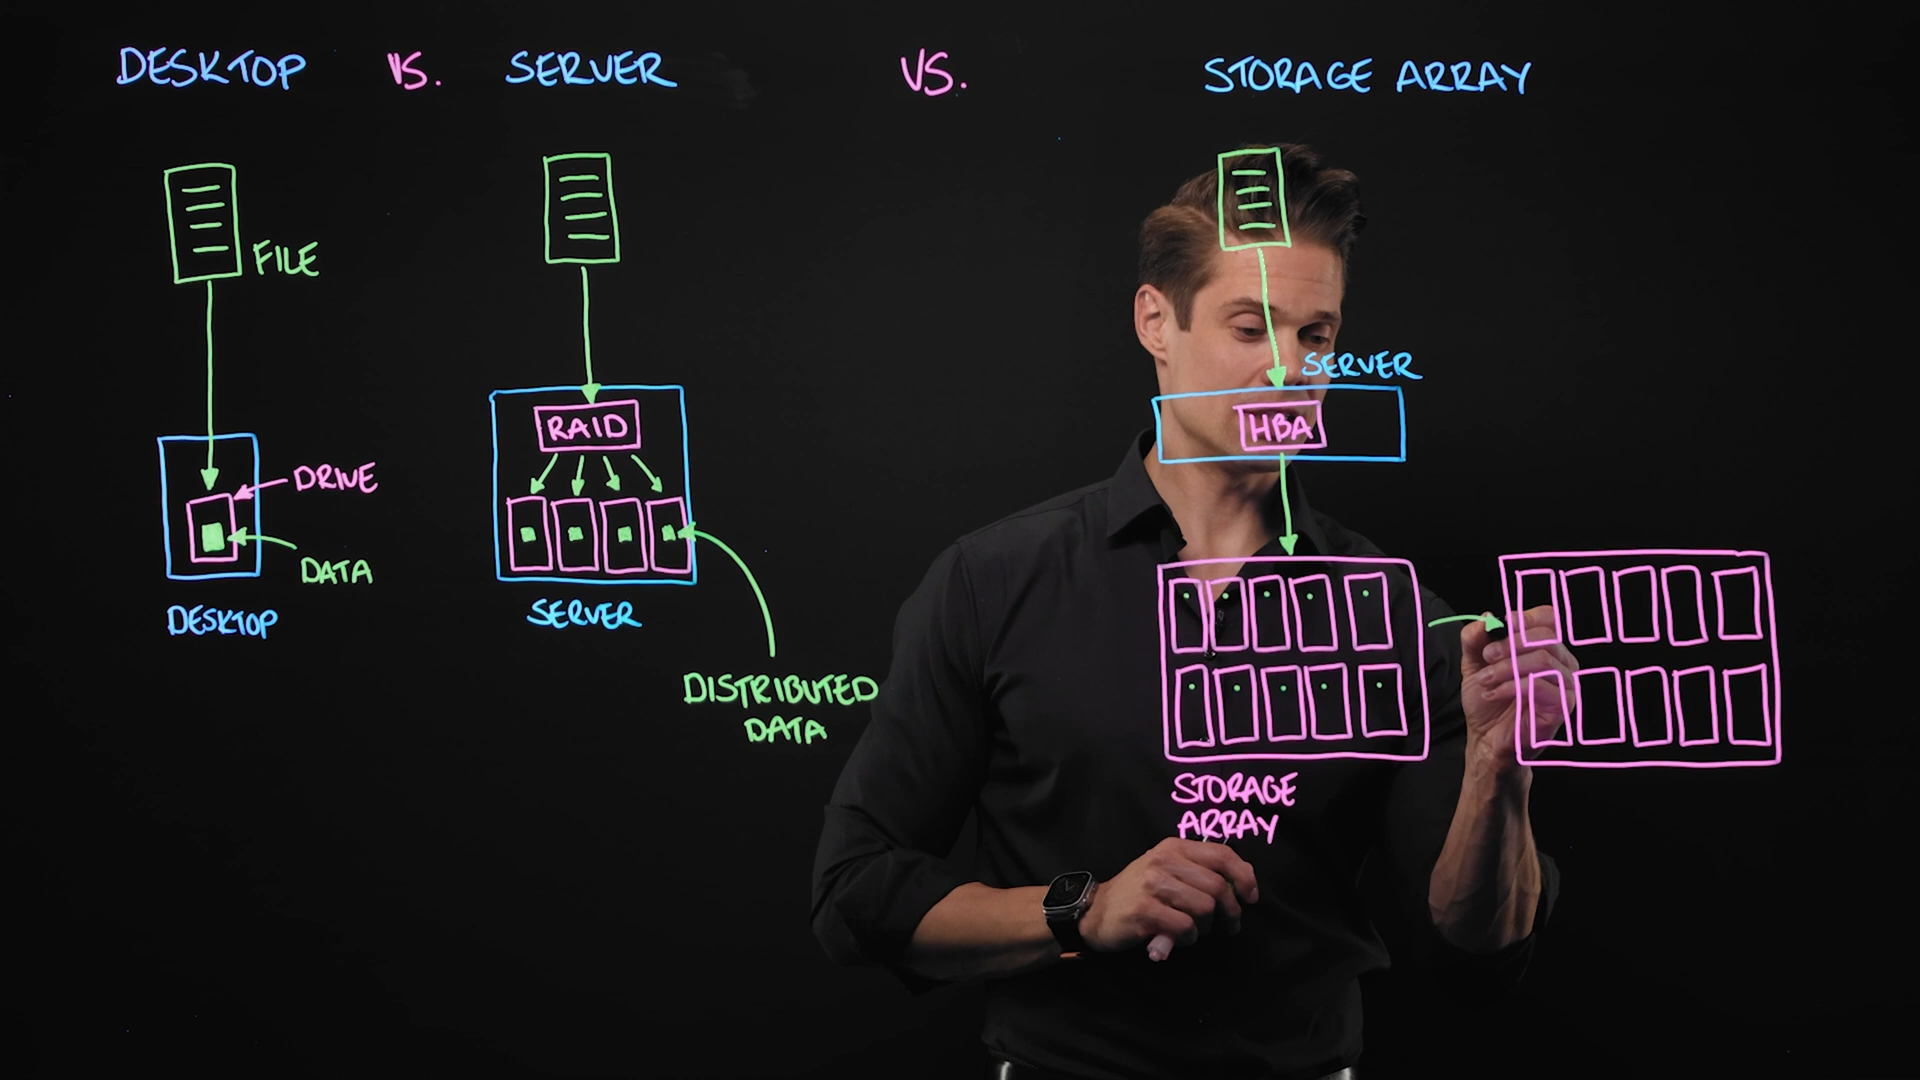 DESKTOP VS. SERVER VS. STORAGE ARRAY
FILE
SERVER
RAID
HBA
DRIVE
DATA
DESKTOP
SERVER
DISTRIBUTED
DATA
STORAGE
ARRAY